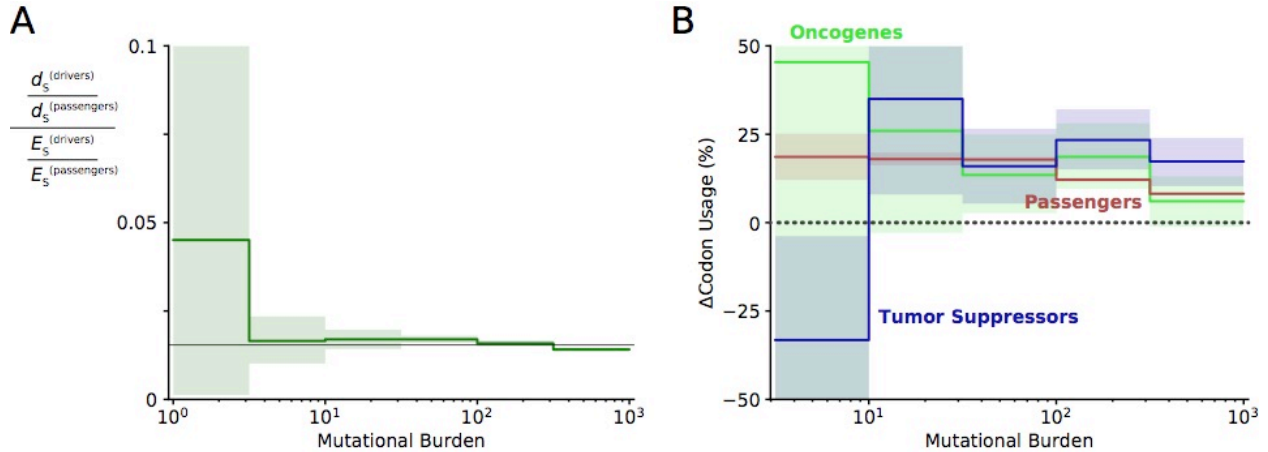 A
d_S^(drivers)
d_S^(passengers)
E_S^(drivers)
E_S^(passengers)
0.1
0.05
0
10^0
10^1
10^2
10^3
Mutational Burden
B
Oncogenes
50
25
0
−25
−50
ΔCodon Usage (%)
Passengers
Tumor Suppressors
10^1
10^2
10^3
Mutational Burden